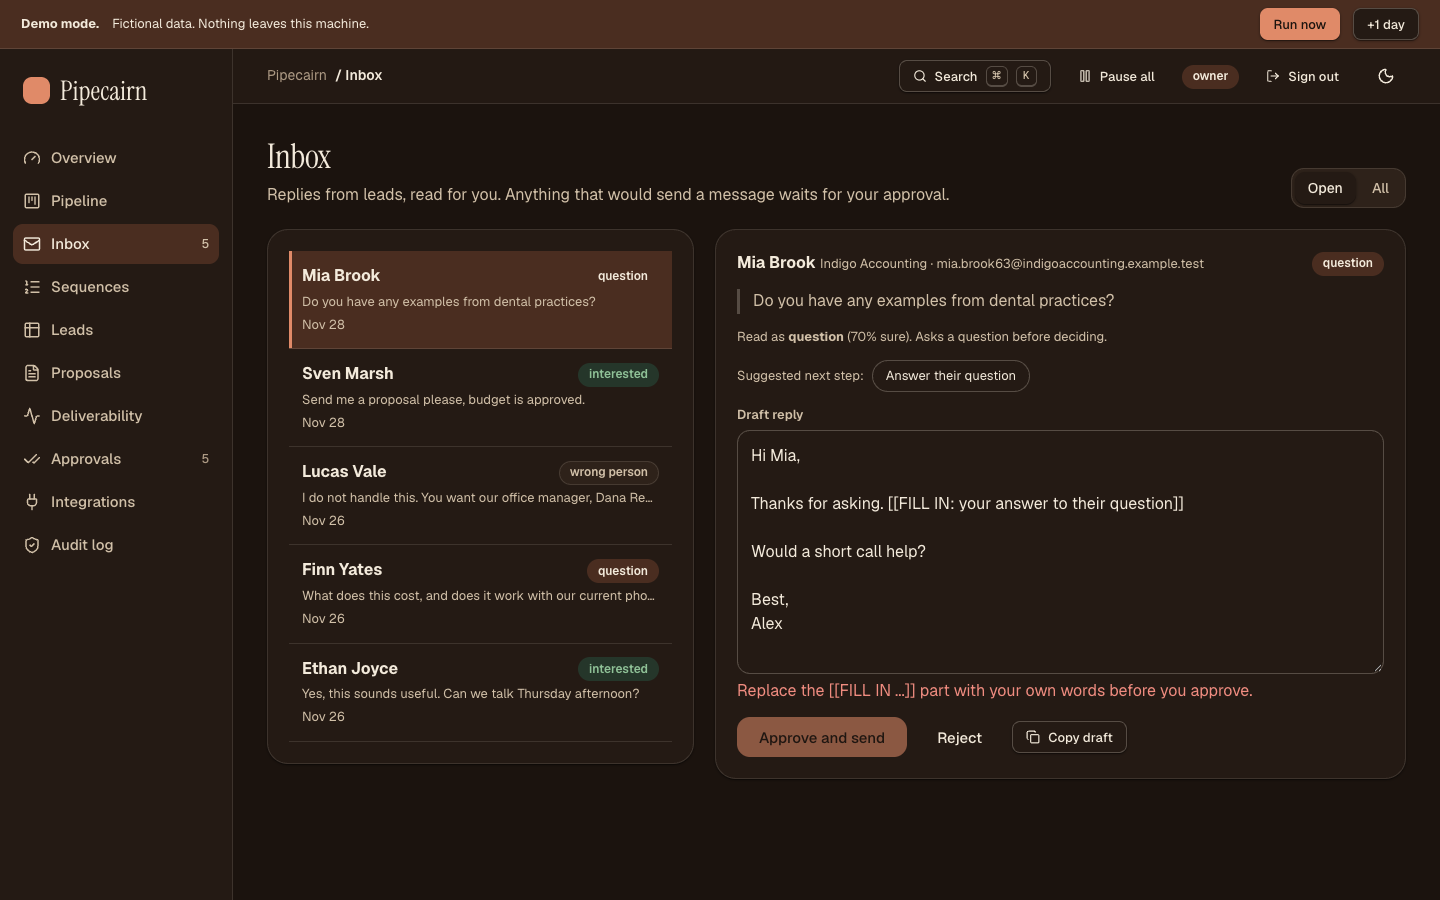 Demo mode. Fictional data. Nothing leaves this machine.
Run now
+1 day
Pipecairn
Pipecairn / Inbox
Search ⌘ K
Pause all
owner
Sign out
Overview
Pipeline
Inbox 5
Sequences
Leads
Proposals
Deliverability
Approvals 5
Integrations
Audit log
Inbox
Replies from leads, read for you. Anything that would send a message waits for your approval.
Open All
Mia Brook question
Do you have any examples from dental practices?
Nov 28
Sven Marsh interested
Send me a proposal please, budget is approved.
Nov 28
Lucas Vale wrong person
I do not handle this. You want our office manager, Dana Re...
Nov 26
Finn Yates question
What does this cost, and does it work with our current pho...
Nov 26
Ethan Joyce interested
Yes, this sounds useful. Can we talk Thursday afternoon?
Nov 26
Mia Brook Indigo Accounting · mia.brook63@indigoaccounting.example.test question
Do you have any examples from dental practices?
Read as question (70% sure). Asks a question before deciding.
Suggested next step: Answer their question
Draft reply
Hi Mia,
Thanks for asking. [[FILL IN: your answer to their question]]
Would a short call help?
Best,
Alex
Replace the [[FILL IN ...]] part with your own words before you approve.
Approve and send
Reject
Copy draft